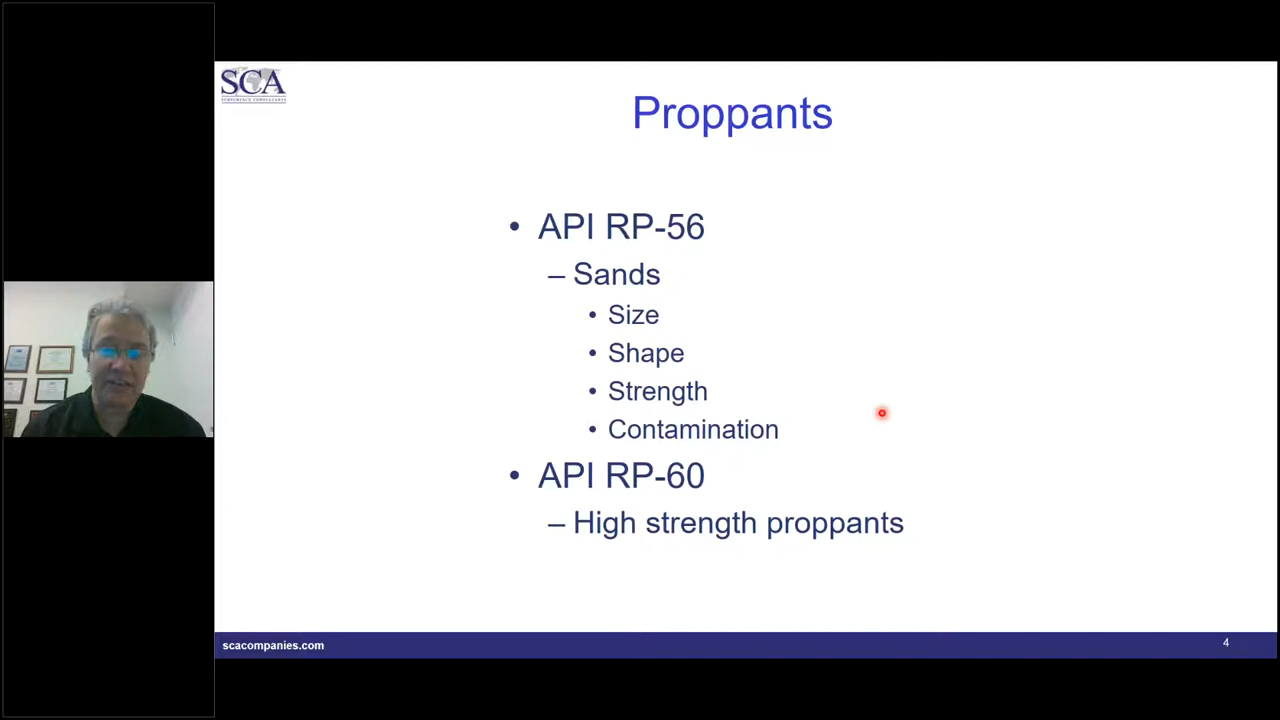 SCA
SUBSURFACE CONSULTANTS
Proppants
• API RP-56
– Sands
• Size
• Shape
• Strength
• Contamination
• API RP-60
– High strength proppants
scacompanies.com
4